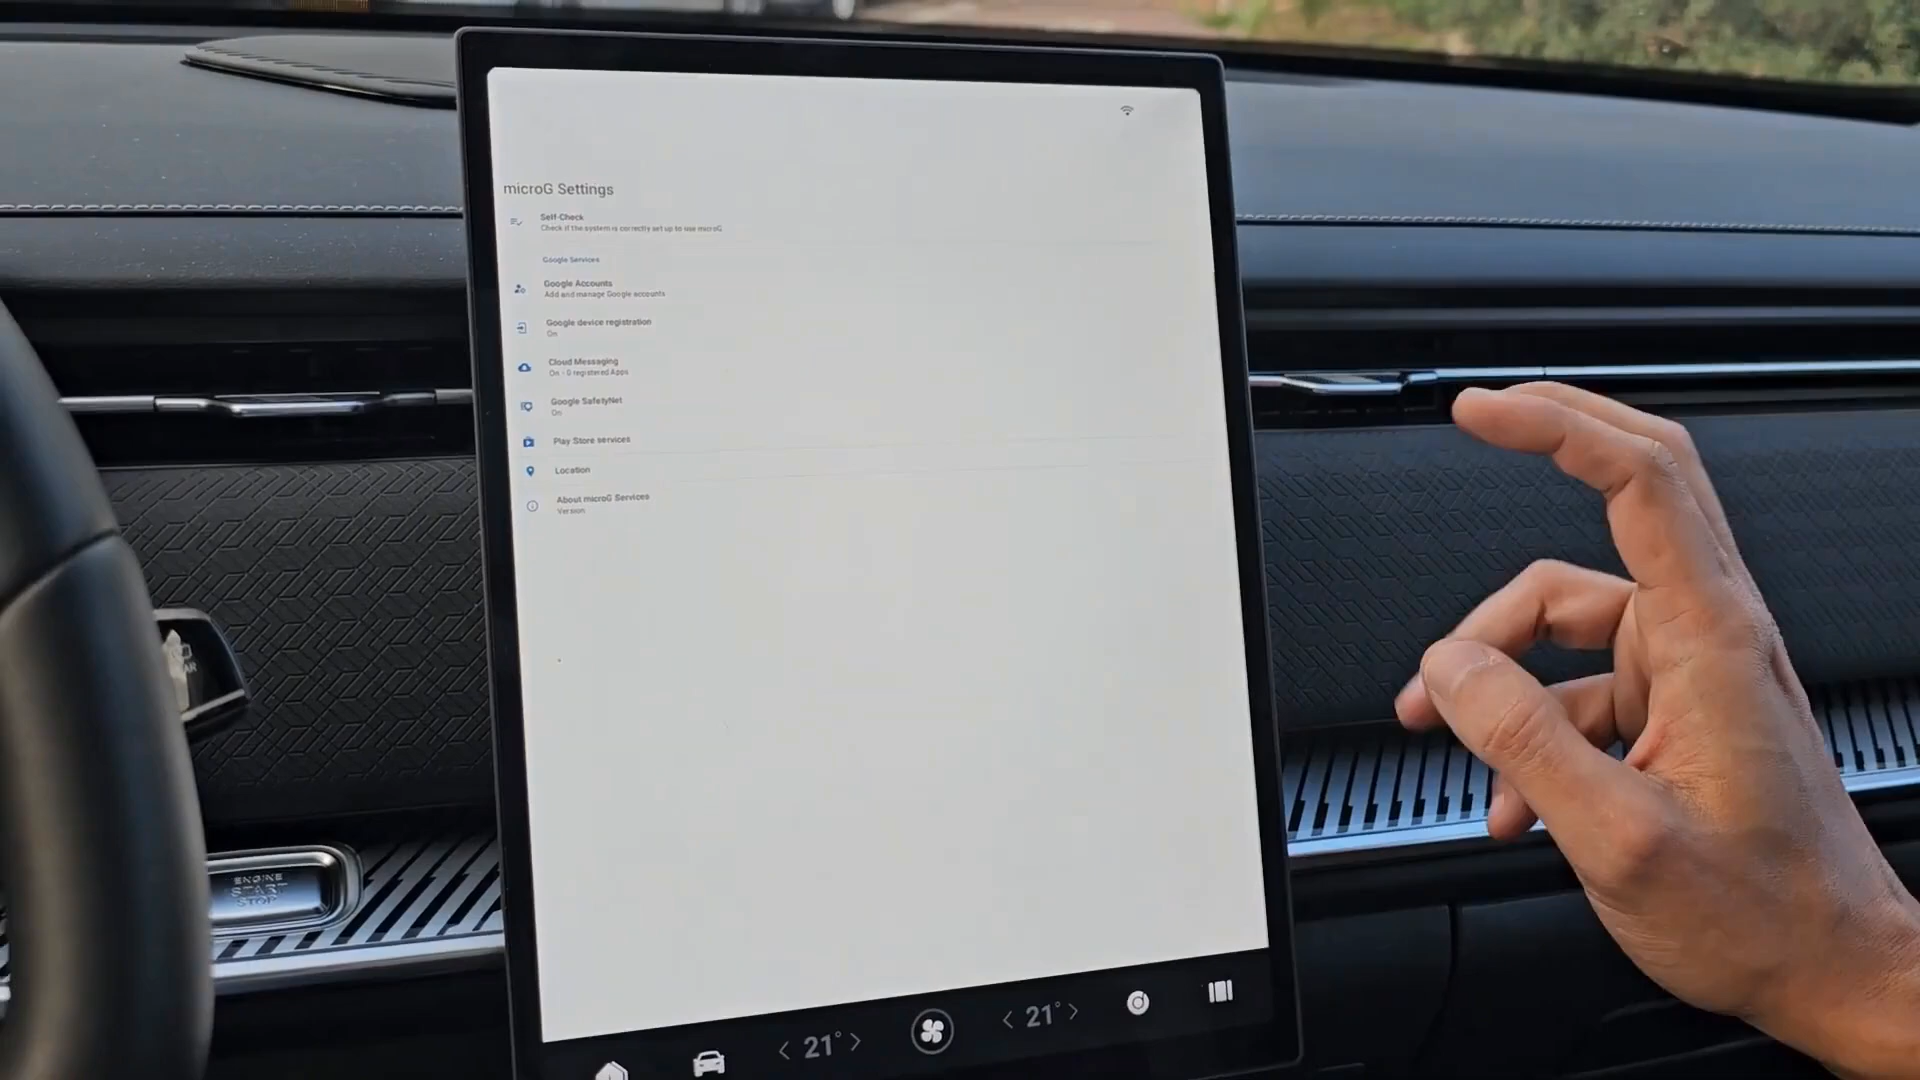 microG Settings
Self-Check
Check if the system is correctly set up to use microG
Google Services
Google Accounts
Add and manage Google accounts
Google device registration
On
Cloud Messaging
On - 0 registered Apps
Google SafetyNet
On
Play Store services
Location
About microG Services
Version
ENGINE
START
STOP
< 21° >
< 21° >